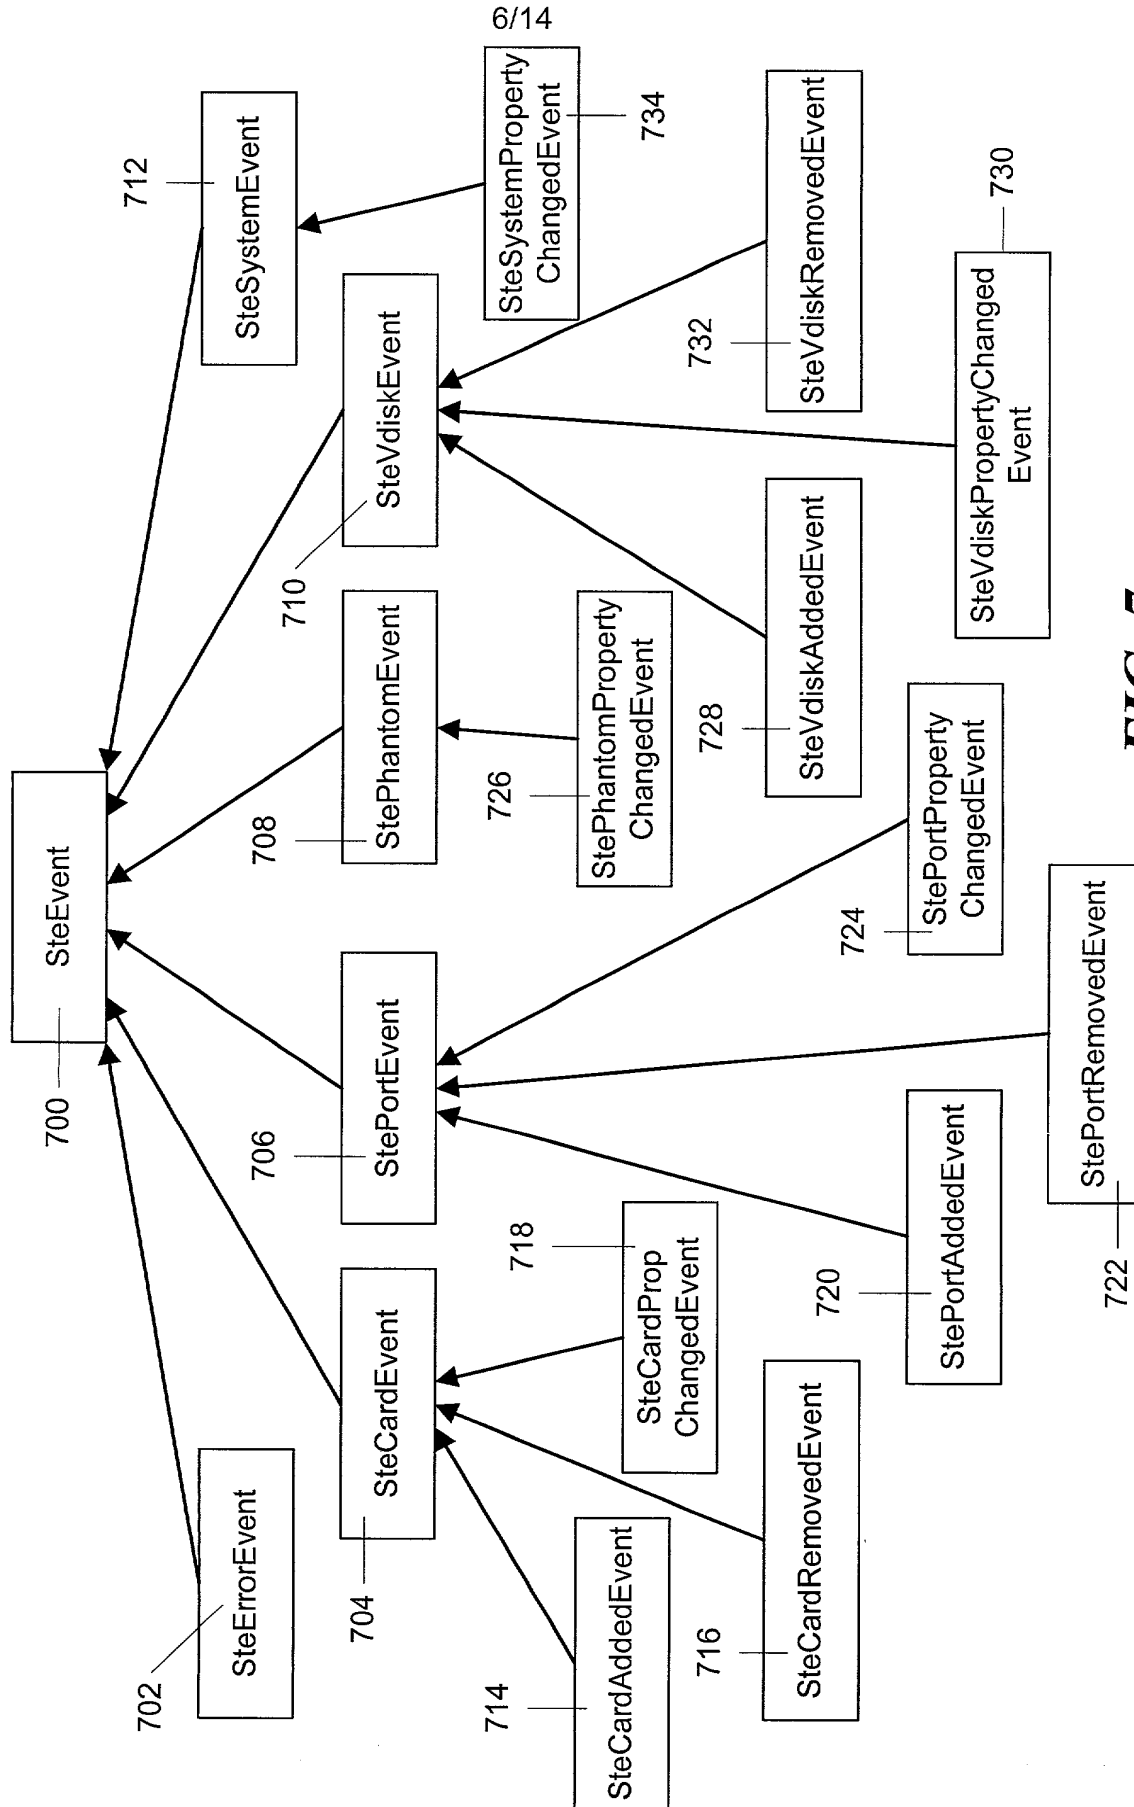 6/14
700
SteEvent
702
SteErrorEvent
712
SteSystemEvent
704
SteCardEvent
706
StePortEvent
708
StePhantomEvent
710
SteVdiskEvent
734
SteSystemProperty
ChangedEvent
714
SteCardAddedEvent
718
SteCardProp
ChangedEvent
726
StePhantomProperty
ChangedEvent
716
SteCardRemovedEvent
728
SteVdiskAddedEvent
732
SteVdiskRemovedEvent
720
StePortAddedEvent
724
StePortProperty
ChangedEvent
730
SteVdiskPropertyChanged
Event
722
StePortRemovedEvent